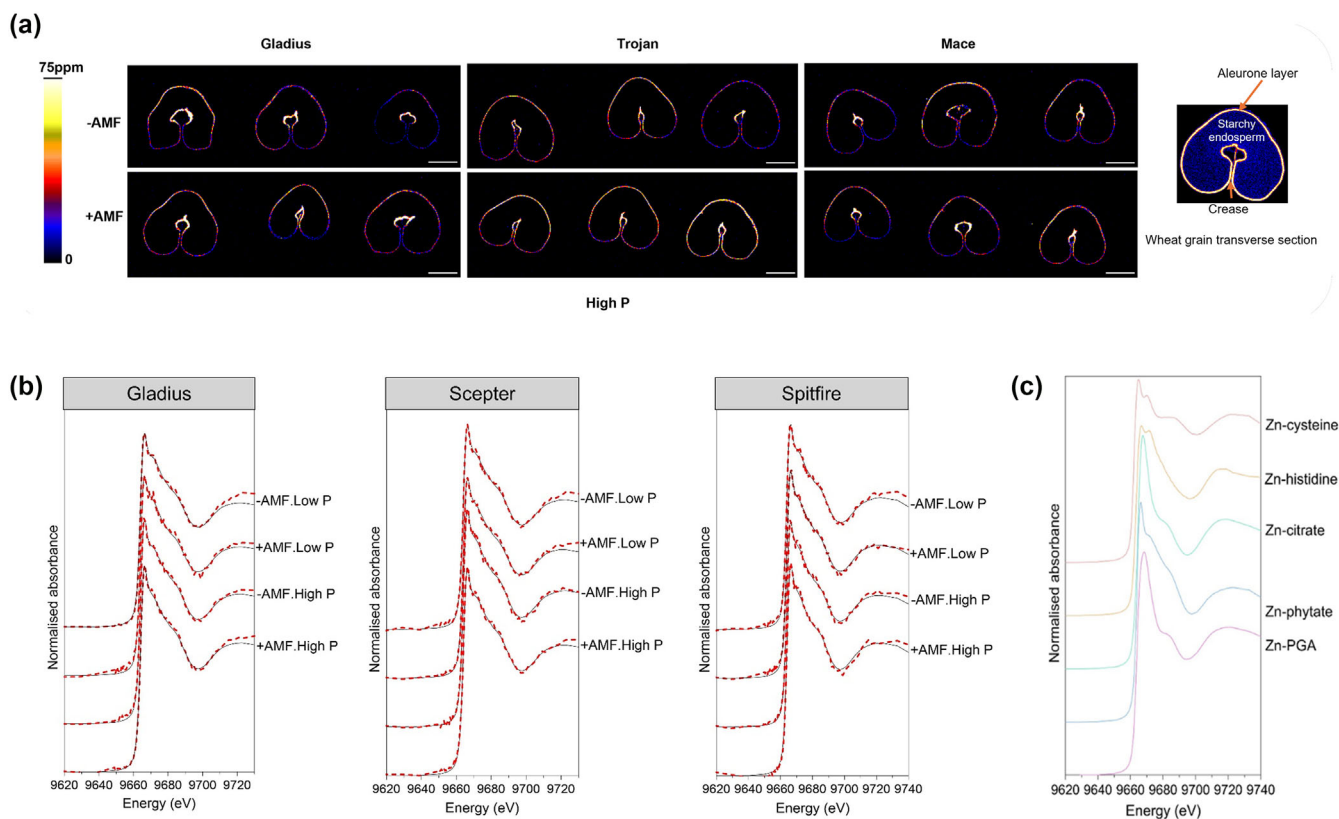 (a)
Gladius
Trojan
Mace
75ppm
-AMF
+AMF
0
Aleurone layer
Starchy
endosperm
Crease
Wheat grain transverse section
High P
(b)
Gladius
Normalised absorbance
-AMF.Low P
+AMF.Low P
-AMF.High P
+AMF.High P
9620 9640 9660 9680 9700 9720
Energy (eV)
Scepter
Normalised absorbance
-AMF.Low P
+AMF.Low P
-AMF.High P
+AMF.High P
9620 9640 9660 9680 9700 9720
Energy (eV)
Spitfire
Normalised absorbance
-AMF.Low P
+AMF.Low P
-AMF.High P
+AMF.High P
9620 9640 9660 9680 9700 9720 9740
Energy (eV)
(c)
Normalised absorbance
Zn-cysteine
Zn-histidine
Zn-citrate
Zn-phytate
Zn-PGA
9620 9640 9660 9680 9700 9720 9740
Energy (eV)